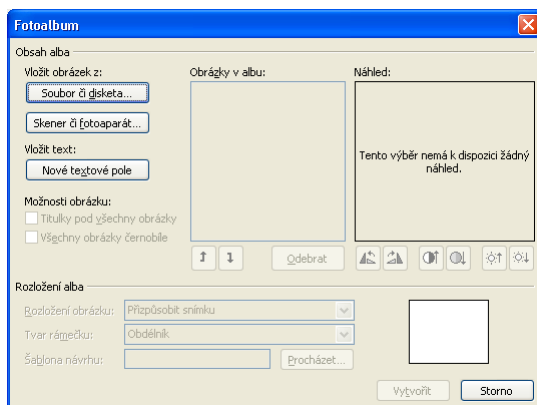 Fotoalbum
Obsah alba
Vložit obrázek z:
Soubor či disketa...
Skener či fotoaparát...
Vložit text:
Nové textové pole
Možnosti obrázku:
Titulky pod všechny obrázky
Všechny obrázky černobíle
Obrázky v albu:
Odebrat
Náhled:
Tento výběr nemá k dispozici žádný
náhled.
Rozložení alba
Rozložení obrázku: Přizpůsobit snímku
Tvar rámečku: Obdélník
Šablona návrhu: Procházet...
Vytvořit Storno